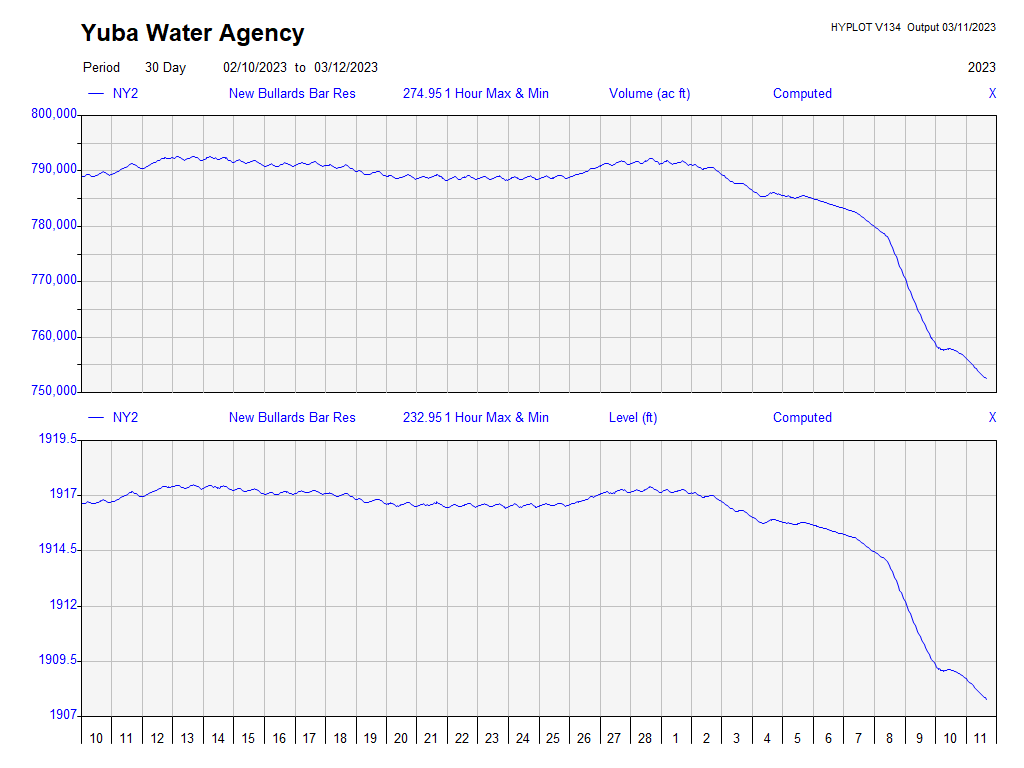 Yuba Water Agency
HYPLOT V134 Output 03/11/2023
Period 30 Day 02/10/2023 to 03/12/2023 2023
NY2 New Bullards Bar Res 274.95 1 Hour Max & Min Volume (ac ft) Computed X
800,000
790,000
780,000
770,000
760,000
750,000
NY2 New Bullards Bar Res 232.95 1 Hour Max & Min Level (ft) Computed X
1919.5
1917
1914.5
1912
1909.5
1907
10 11 12 13 14 15 16 17 18 19 20 21 22 23 24 25 26 27 28 1 2 3 4 5 6 7 8 9 10 11